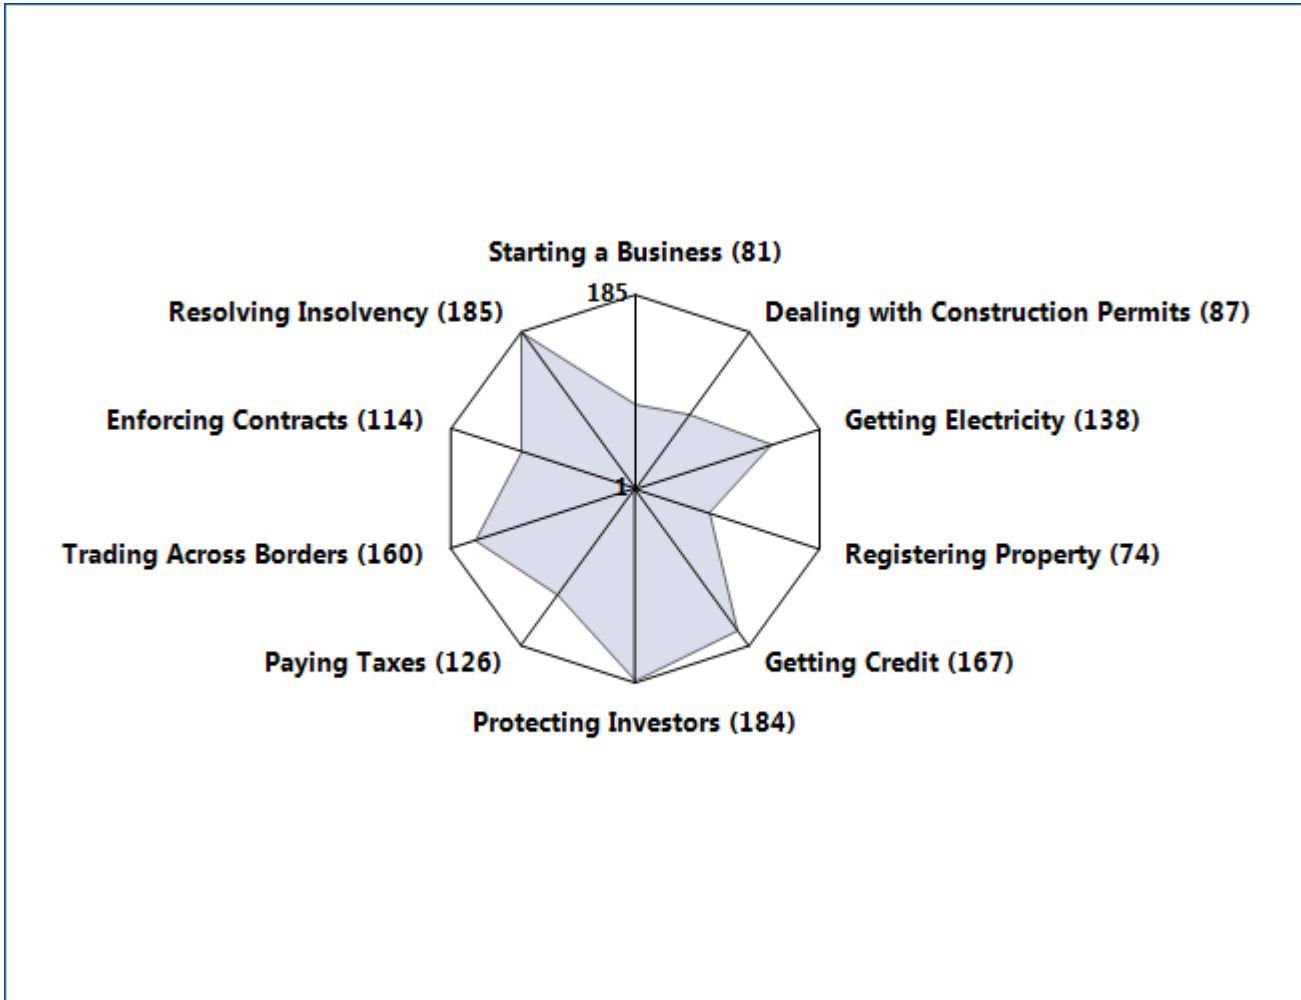 Starting a Business (81)
185
Resolving Insolvency (185)
Dealing with Construction Permits (87)
Enforcing Contracts (114)
Getting Electricity (138)
1
Trading Across Borders (160)
Registering Property (74)
Paying Taxes (126)
Getting Credit (167)
Protecting Investors (184)